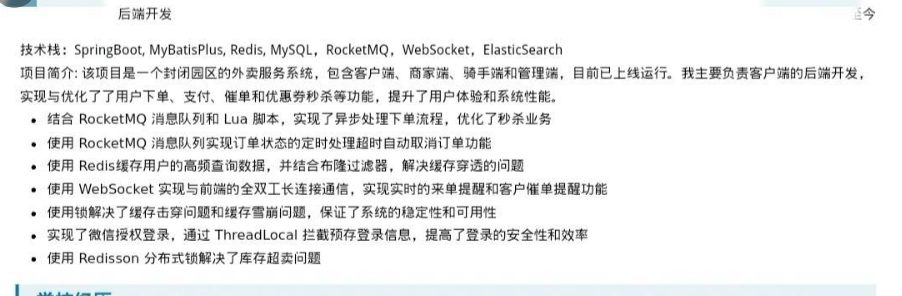 后端开发
至今
技术栈：SpringBoot, MyBatisPlus, Redis, MySQL，RocketMQ，WebSocket，ElasticSearch
项目简介: 该项目是一个封闭园区的外卖服务系统，包含客户端、商家端、骑手端和管理端，目前已上线运行。我主要负责客户端的后端开发，
实现与优化了了用户下单、支付、催单和优惠券秒杀等功能，提升了用户体验和系统性能。
• 结合 RocketMQ 消息队列和 Lua 脚本，实现了异步处理下单流程，优化了秒杀业务
• 使用 RocketMQ 消息队列实现订单状态的定时处理超时自动取消订单功能
• 使用 Redis缓存用户的高频查询数据，并结合布隆过滤器，解决缓存穿透的问题
• 使用 WebSocket 实现与前端的全双工长连接通信，实现实时的来单提醒和客户催单提醒功能
• 使用锁解决了缓存击穿问题和缓存雪崩问题，保证了系统的稳定性和可用性
• 实现了微信授权登录，通过 ThreadLocal 拦截预存登录信息，提高了登录的安全性和效率
• 使用 Redisson 分布式锁解决了库存超卖问题